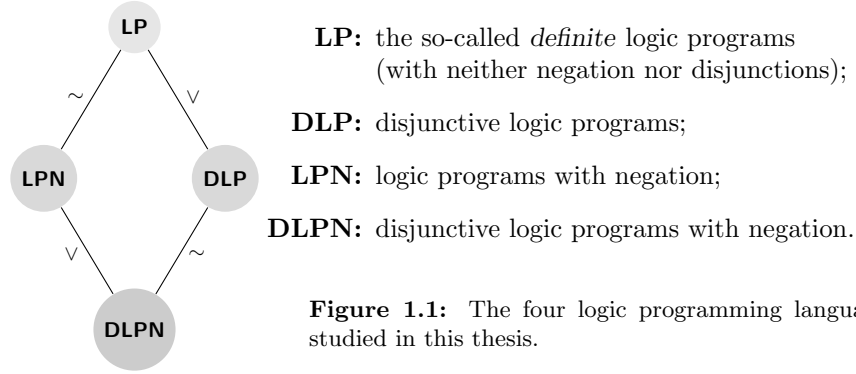 LP
∼
∨
LPN
DLP
∨
∼
DLPN
LP: the so-called definite logic programs
(with neither negation nor disjunctions);
DLP: disjunctive logic programs;
LPN: logic programs with negation;
DLPN: disjunctive logic programs with negation.
Figure 1.1: The four logic programming langua
studied in this thesis.